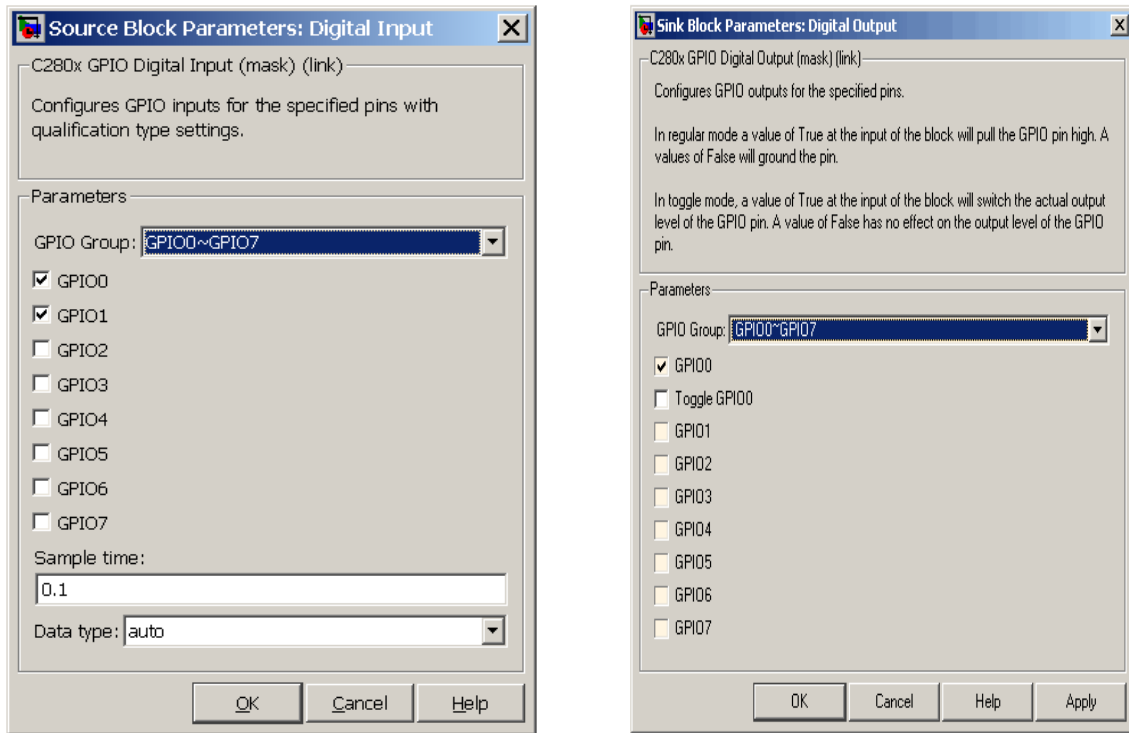 Source Block Parameters: Digital Input
C280x GPIO Digital Input (mask) (link)
Configures GPIO inputs for the specified pins with
qualification type settings.
Parameters
GPIO Group: GPIO0~GPIO7
GPIO0
GPIO1
GPIO2
GPIO3
GPIO4
GPIO5
GPIO6
GPIO7
Sample time:
0.1
Data type: auto
OK Cancel Help
Sink Block Parameters: Digital Output
C280x GPIO Digital Output (mask) (link)
Configures GPIO outputs for the specified pins.
In regular mode a value of True at the input of the block will pull the GPIO pin high. A
values of False will ground the pin.
In toggle mode, a value of True at the input of the block will switch the actual output
level of the GPIO pin. A value of False has no effect on the output level of the GPIO
pin.
Parameters
GPIO Group: GPIO0~GPIO7
GPIO0
Toggle GPIO0
GPIO1
GPIO2
GPIO3
GPIO4
GPIO5
GPIO6
GPIO7
OK Cancel Help Apply